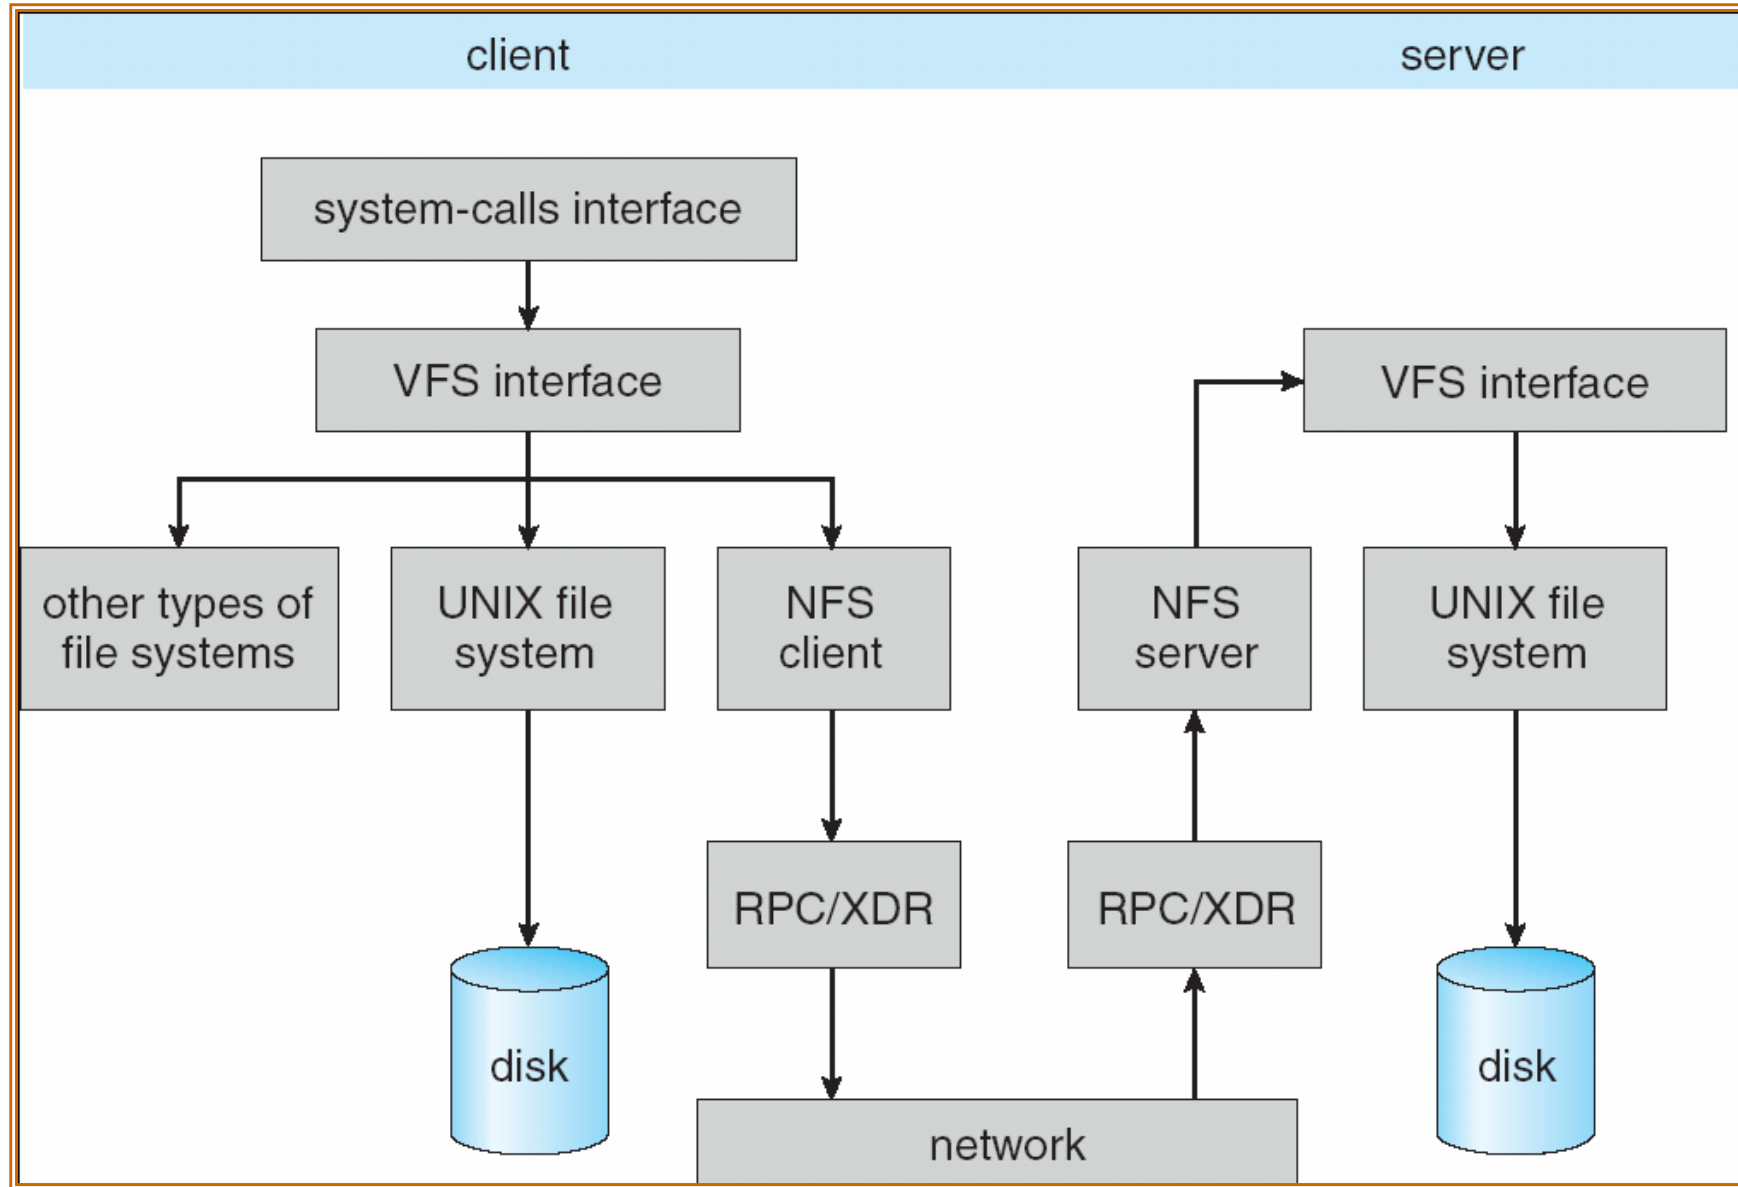 client
server
system-calls interface
VFS interface
VFS interface
other types of
file systems
UNIX file
system
NFS
client
NFS
server
UNIX file
system
RPC/XDR
RPC/XDR
disk
disk
network